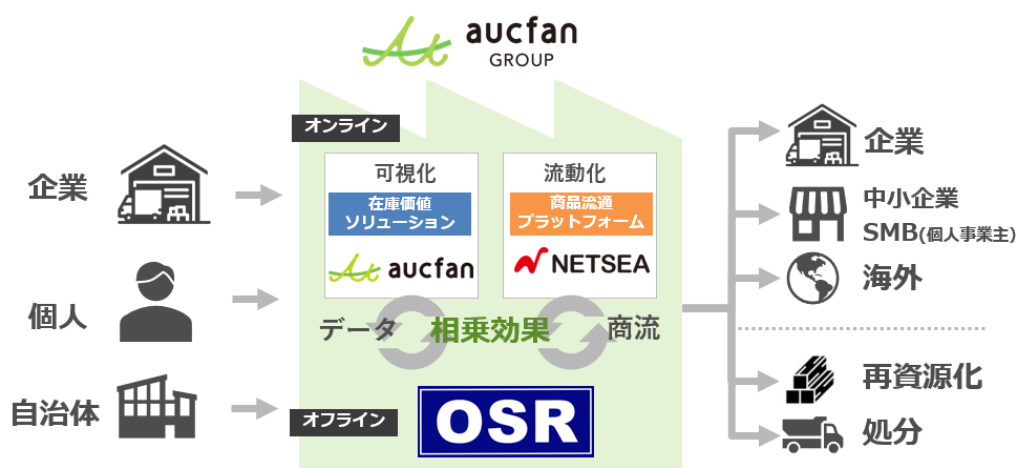 aucfan
GROUP
オンライン
可視化
在庫価値
ソリューション
aucfan
流動化
商品流通
プラットフォーム
NETSEA
企業
個人
自治体
データ
相乗効果
商流
オフライン
OSR
企業
中小企業
SMB(個人事業主)
海外
再資源化
処分